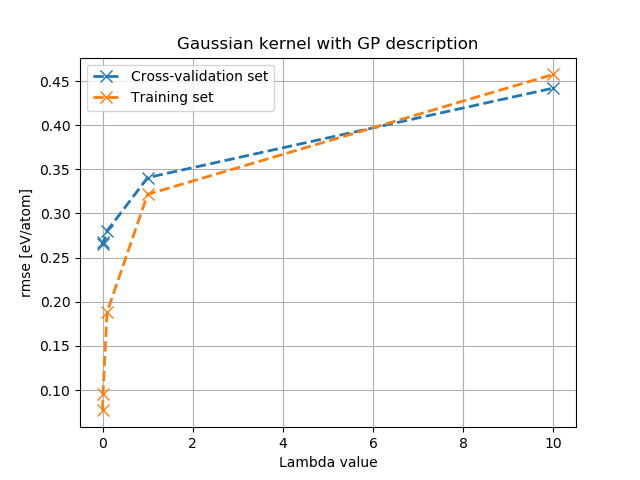 Gaussian kernel with GP description
Cross-validation set
Training set
rmse [eV/atom]
0.45
0.40
0.35
0.30
0.25
0.20
0.15
0.10
0 2 4 6 8 10
Lambda value